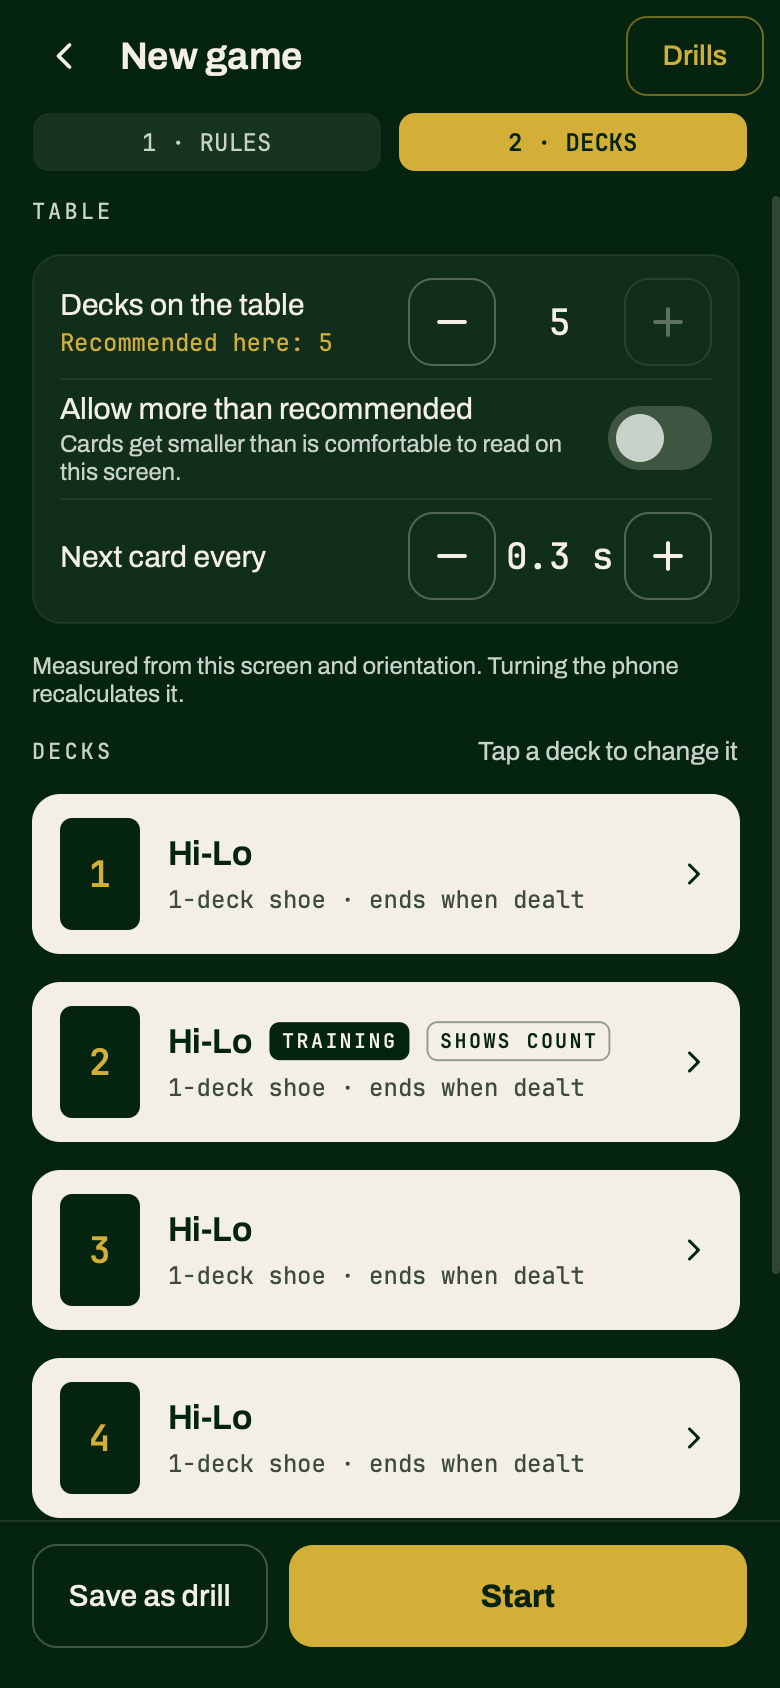 New game
Drills
1 · RULES
2 · DECKS
TABLE
Decks on the table
Recommended here: 5
5
Allow more than recommended
Cards get smaller than is comfortable to read on
this screen.
Next card every
0.3 s
Measured from this screen and orientation. Turning the phone
recalculates it.
DECKS
Tap a deck to change it
1
Hi-Lo
1-deck shoe · ends when dealt
2
Hi-Lo TRAINING SHOWS COUNT
1-deck shoe · ends when dealt
3
Hi-Lo
1-deck shoe · ends when dealt
4
Hi-Lo
1-deck shoe · ends when dealt
Save as drill
Start